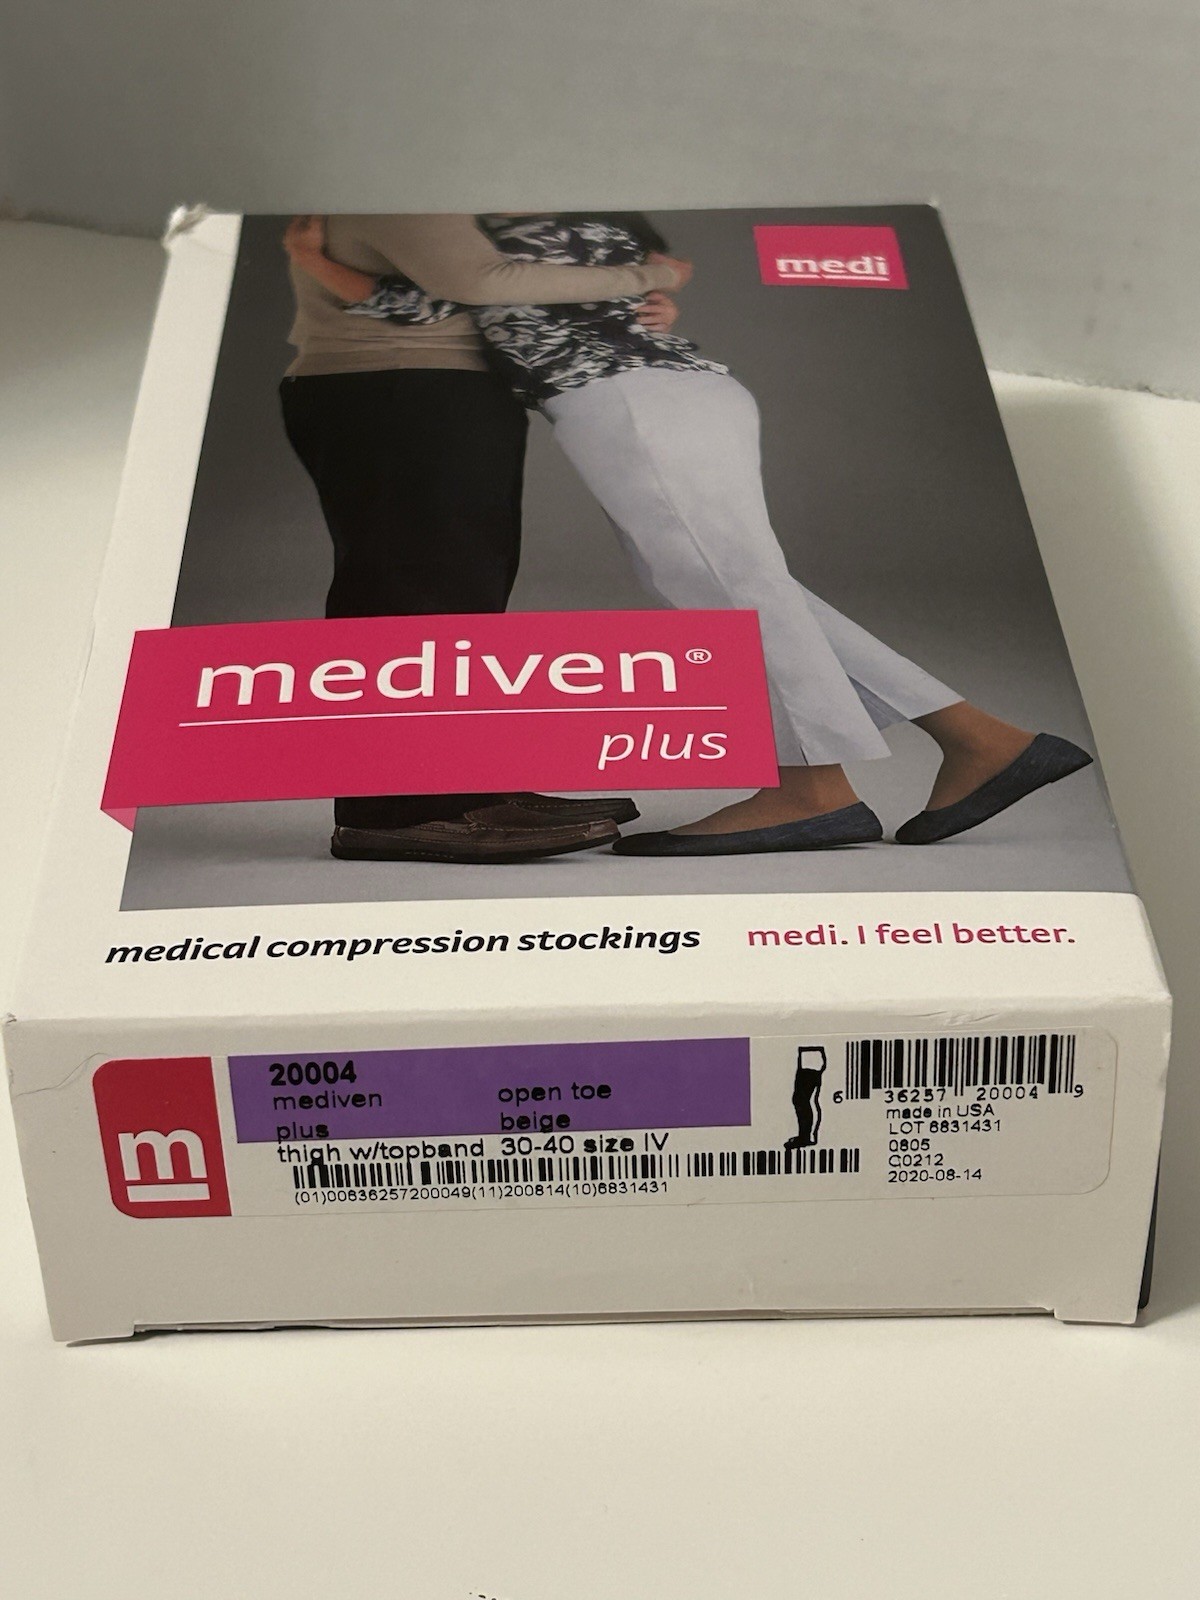 medi
mediven®
plus
medical compression stockings
medi. I feel better.
m
20004
mediven
plus
open toe
beige
thigh w/topband 30-40 size IV
(01)00636257200049(11)200814(10)6831431
6 36257 20004 9
made in USA
LOT 6831431
0805
C0212
2020-08-14